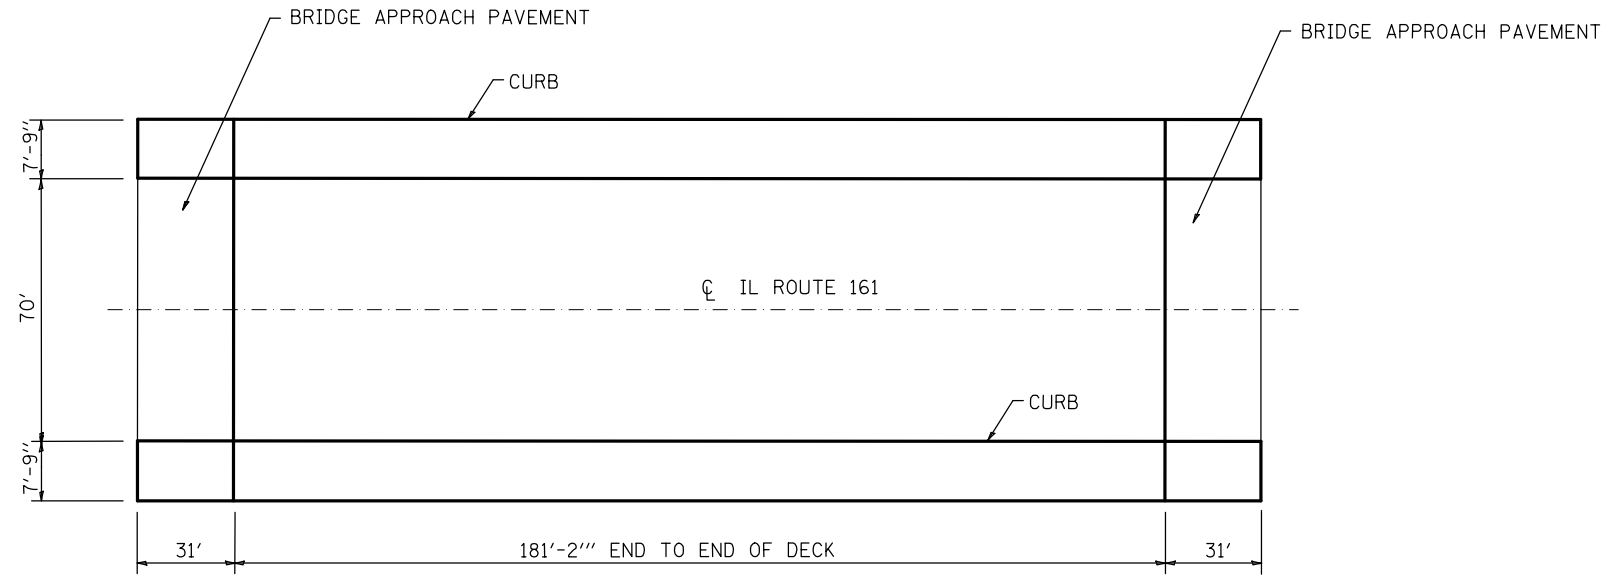 BRIDGE APPROACH PAVEMENT
BRIDGE APPROACH PAVEMENT
CURB
7'-9"
70'
℄ IL ROUTE 161
CURB
7'-9"
31'
181'-2"' END TO END OF DECK
31'